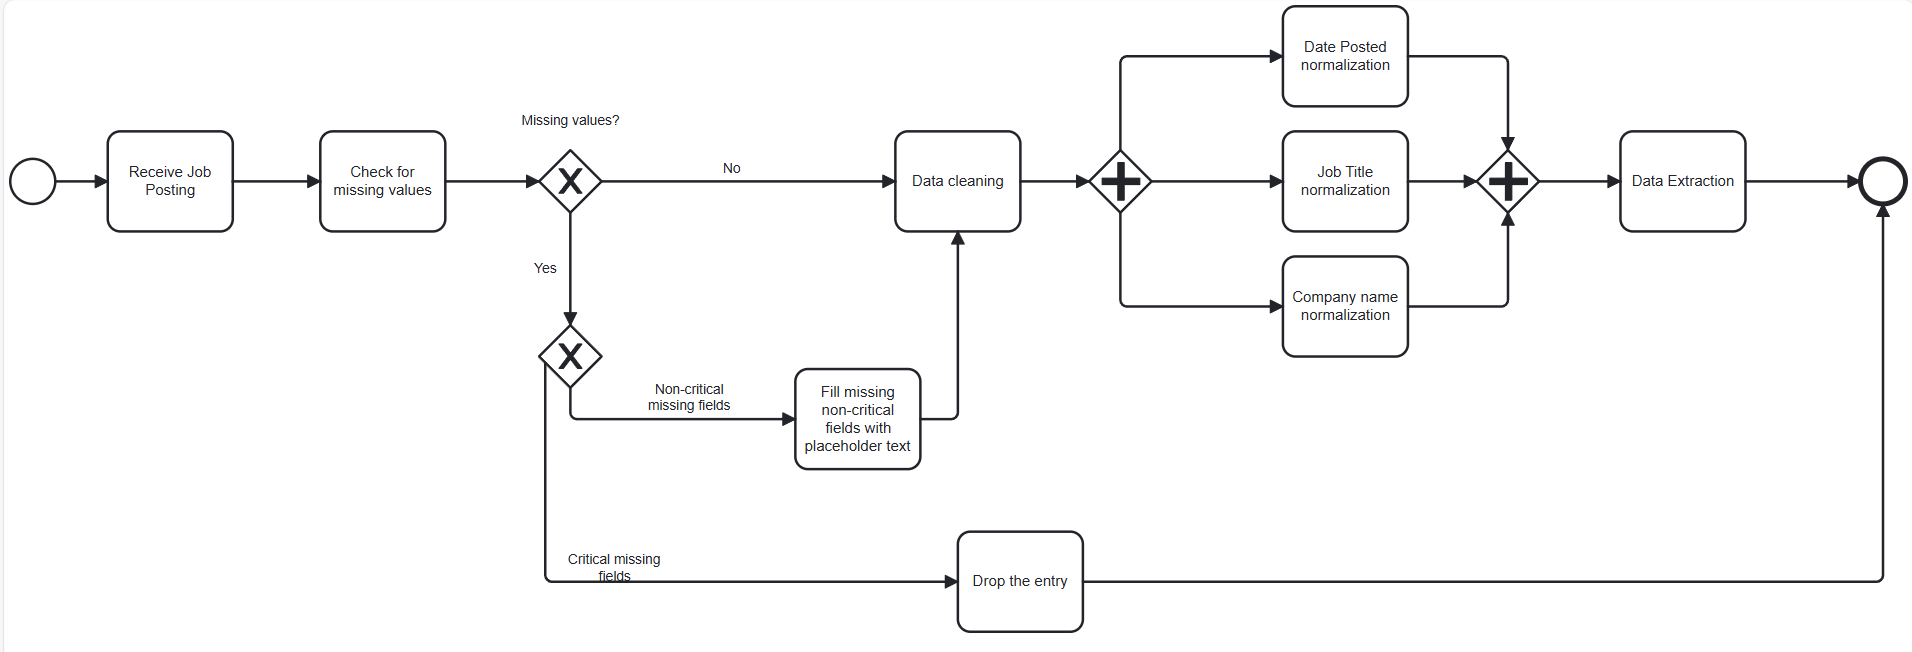 Date Posted
normalization
Missing values?
Receive Job
Posting
Check for
missing values
No
Data cleaning
Job Title
normalization
Data Extraction
Yes
Company name
normalization
Non-critical
missing fields
Fill missing
non-critical
fields with
placeholder text
Critical missing
fields
Drop the entry